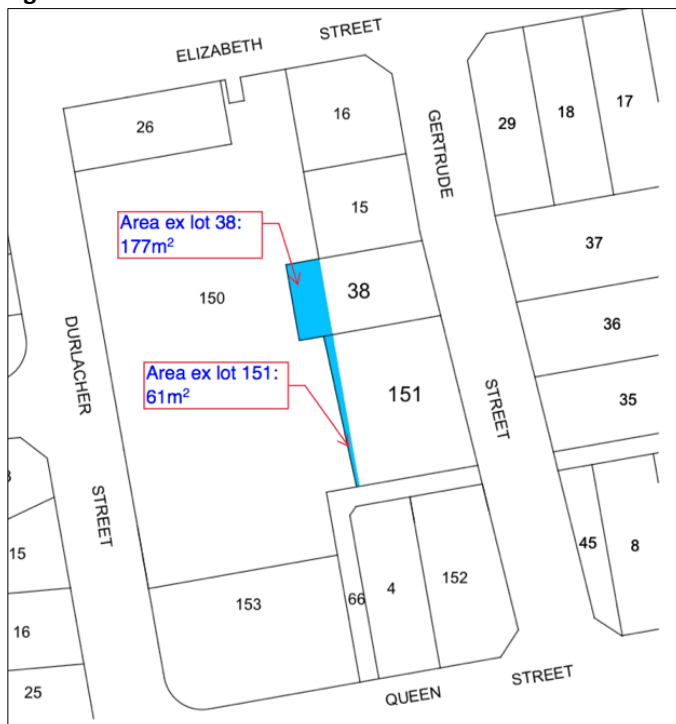 ELIZABETH STREET
26
16
GERTRUDE
29
18
17
15
Area ex lot 38:
177m²
37
150
38
36
DURLACHER
Area ex lot 151:
61m²
151
35
STREET
STREET
15
45
8
16
153
66
4
152
25
QUEEN STREET